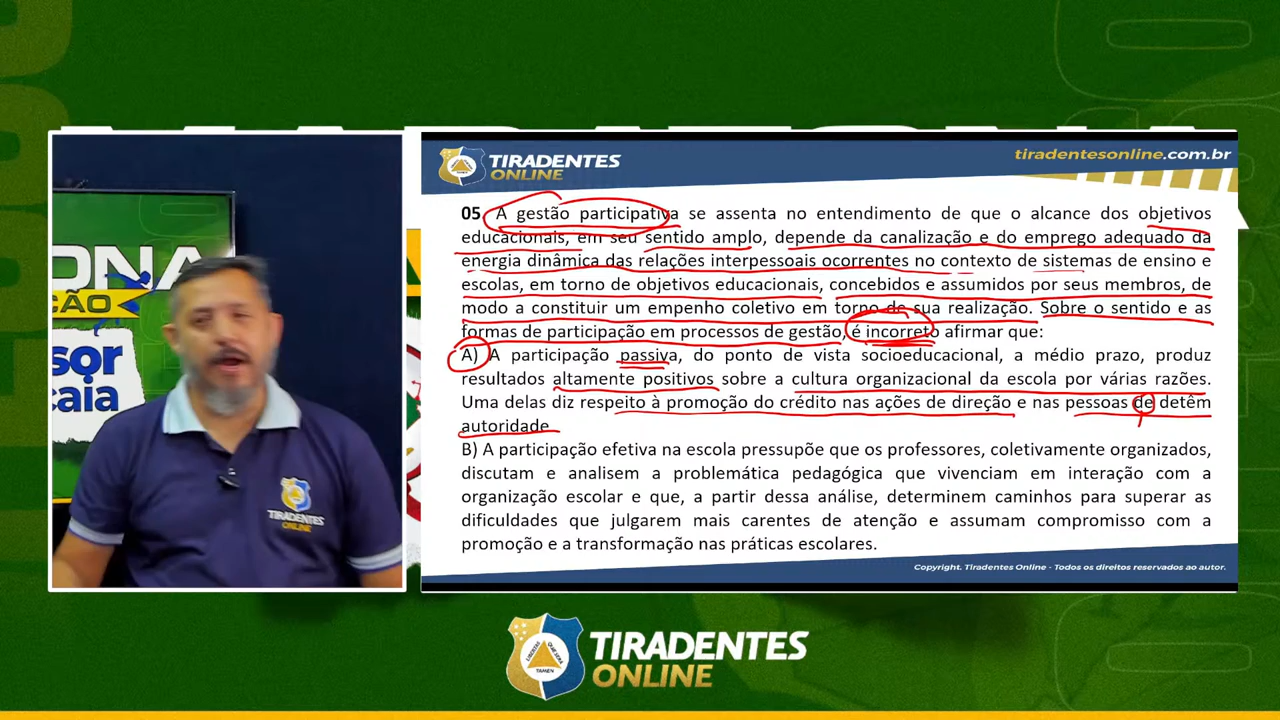 TIRADENTES
ONLINE
tiradentesonline.com.br
05. A gestão participativa se assenta no entendimento de que o alcance dos objetivos
educacionais, em seu sentido amplo, depende da canalização e do emprego adequado da
energia dinâmica das relações interpessoais ocorrentes no contexto de sistemas de ensino e
escolas, em torno de objetivos educacionais, concebidos e assumidos por seus membros, de
modo a constituir um empenho coletivo em torno de sua realização. Sobre o sentido e as
formas de participação em processos de gestão, é incorreto afirmar que:
A) A participação passiva, do ponto de vista socioeducacional, a médio prazo, produz
resultados altamente positivos sobre a cultura organizacional da escola por várias razões.
Uma delas diz respeito à promoção do crédito nas ações de direção e nas pessoas de detêm
autoridade.
B) A participação efetiva na escola pressupõe que os professores, coletivamente organizados,
discutam e analisem a problemática pedagógica que vivenciam em interação com a
organização escolar e que, a partir dessa análise, determinem caminhos para superar as
dificuldades que julgarem mais carentes de atenção e assumam compromisso com a
promoção e a transformação nas práticas escolares.
Copyright. Tiradentes Online - Todos os direitos reservados ao autor.
ONA
ÇÃO
sor
caia
TIRADENTES
ONLINE
TIRADENTES
ONLINE